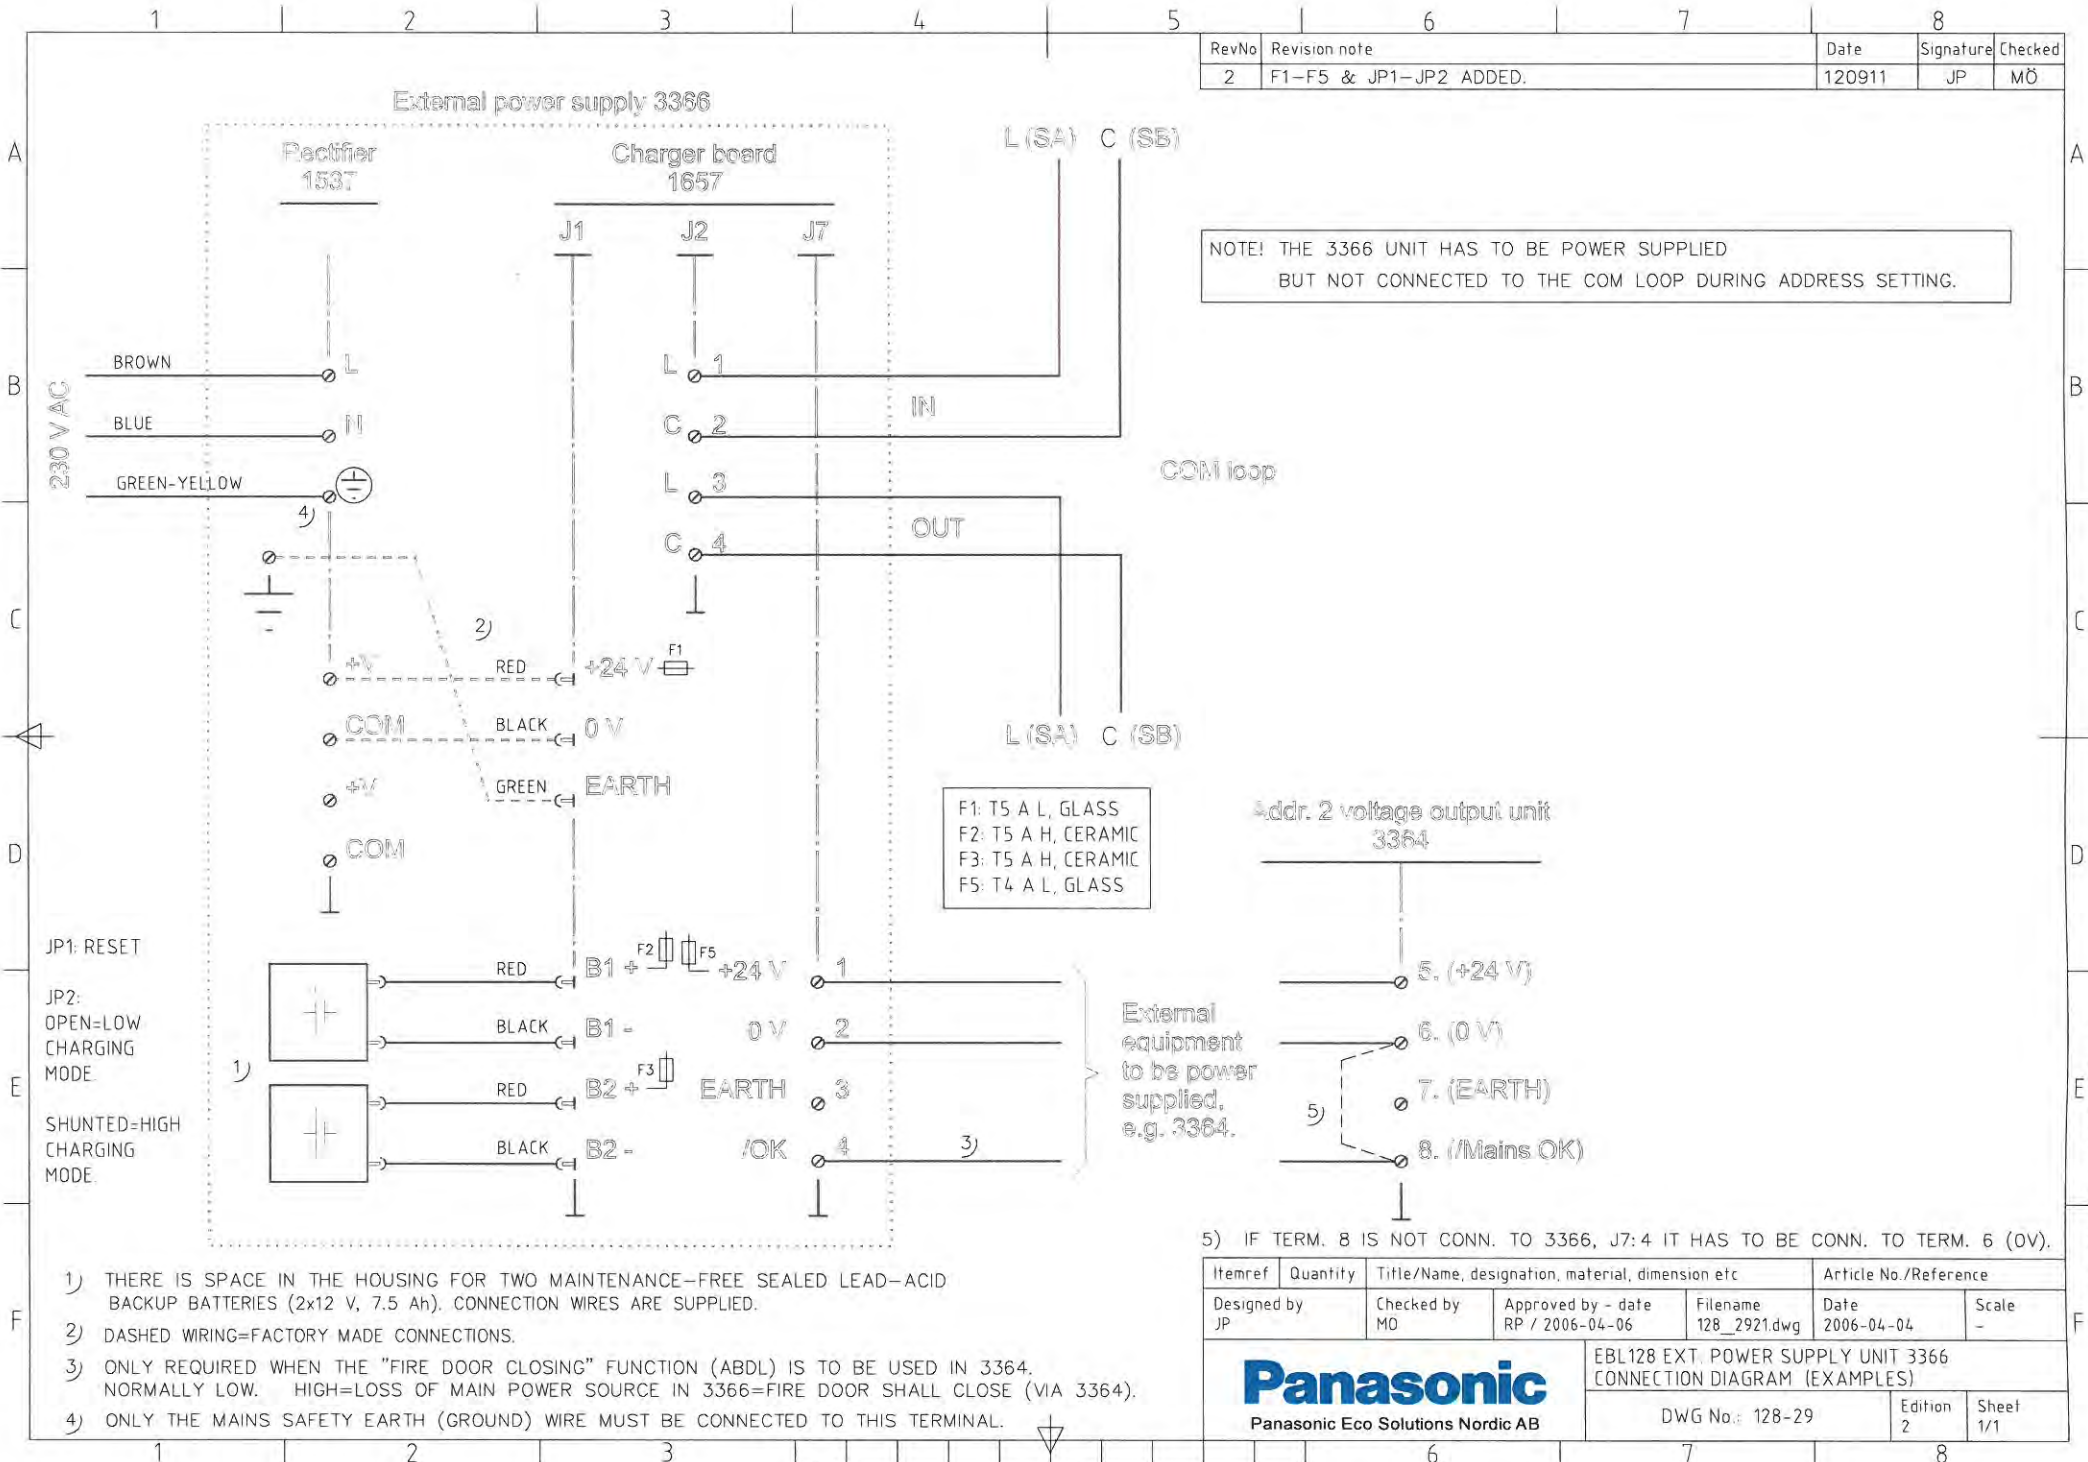 1 2 3 4 5 6 7 8
RevNo Revision note Date Signature Checked
2 F1-F5 & JP1-JP2 ADDED. 120911 JP MÖ
External power supply 3366
A A
Rectifier
1537
Charger board
1657
L (SA) C (SB)
J1 J2 J7
NOTE! THE 3366 UNIT HAS TO BE POWER SUPPLIED
BUT NOT CONNECTED TO THE COM LOOP DURING ADDRESS SETTING.
B B
230 V AC
BROWN L L 1
IN
BLUE N C 2
COM loop
GREEN-YELLOW L 3
4)
OUT
C 4
C C
2)
+V RED +24 V F1
COM BLACK 0 V
L (SA) C (SB)
+V GREEN EARTH
COM
D D
F1: T5 A L, GLASS
F2: T5 A H, CERAMIC
F3: T5 A H, CERAMIC
F5: T4 A L, GLASS
Addr. 2 voltage output unit
3364
JP1: RESET
JP2:
OPEN=LOW
CHARGING
MODE.
SHUNTED=HIGH
CHARGING
MODE.
E E
1)
RED B1 + F2 F5 +24 V 1
BLACK B1 - 0 V 2
RED B2 + F3 EARTH 3
BLACK B2 - /OK 4 3)
External
equipment
to be power
supplied,
e.g. 3364.
5. (+24 V)
6. (0 V)
7. (EARTH)
5)
8. (/Mains OK)
5) IF TERM. 8 IS NOT CONN. TO 3366, J7:4 IT HAS TO BE CONN. TO TERM. 6 (0V).
1) THERE IS SPACE IN THE HOUSING FOR TWO MAINTENANCE-FREE SEALED LEAD-ACID
BACKUP BATTERIES (2x12 V, 7.5 Ah). CONNECTION WIRES ARE SUPPLIED.
2) DASHED WIRING=FACTORY MADE CONNECTIONS.
3) ONLY REQUIRED WHEN THE "FIRE DOOR CLOSING" FUNCTION (ABDL) IS TO BE USED IN 3364.
NORMALLY LOW. HIGH=LOSS OF MAIN POWER SOURCE IN 3366=FIRE DOOR SHALL CLOSE (VIA 3364).
4) ONLY THE MAINS SAFETY EARTH (GROUND) WIRE MUST BE CONNECTED TO THIS TERMINAL.
F F
Itemref Quantity Title/Name, designation, material, dimension etc Article No./Reference
Designed by Checked by Approved by - date Filename Date Scale
JP MÖ RP / 2006-04-06 128_2921.dwg 2006-04-04 -
Panasonic
Panasonic Eco Solutions Nordic AB
EBL128 EXT. POWER SUPPLY UNIT 3366
CONNECTION DIAGRAM (EXAMPLES)
DWG No.: 128-29
Edition
2
Sheet
1/1
1 2 3 6 7 8